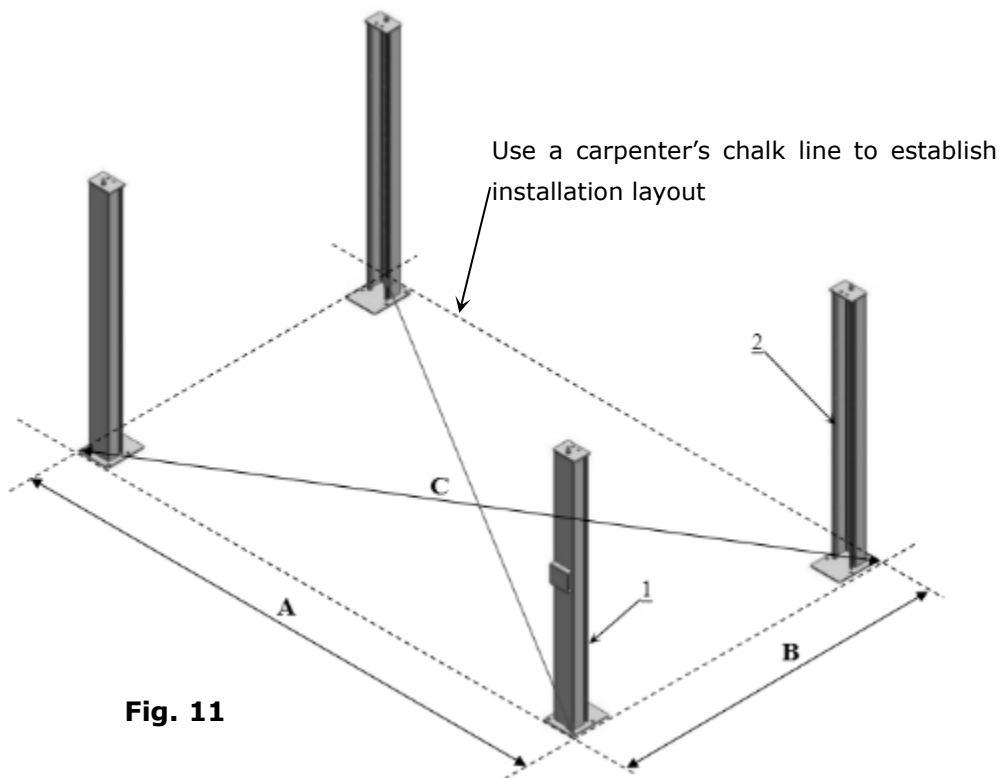 Use a carpenter’s chalk line to establish
installation layout
2
C
1
A
B
Fig. 11